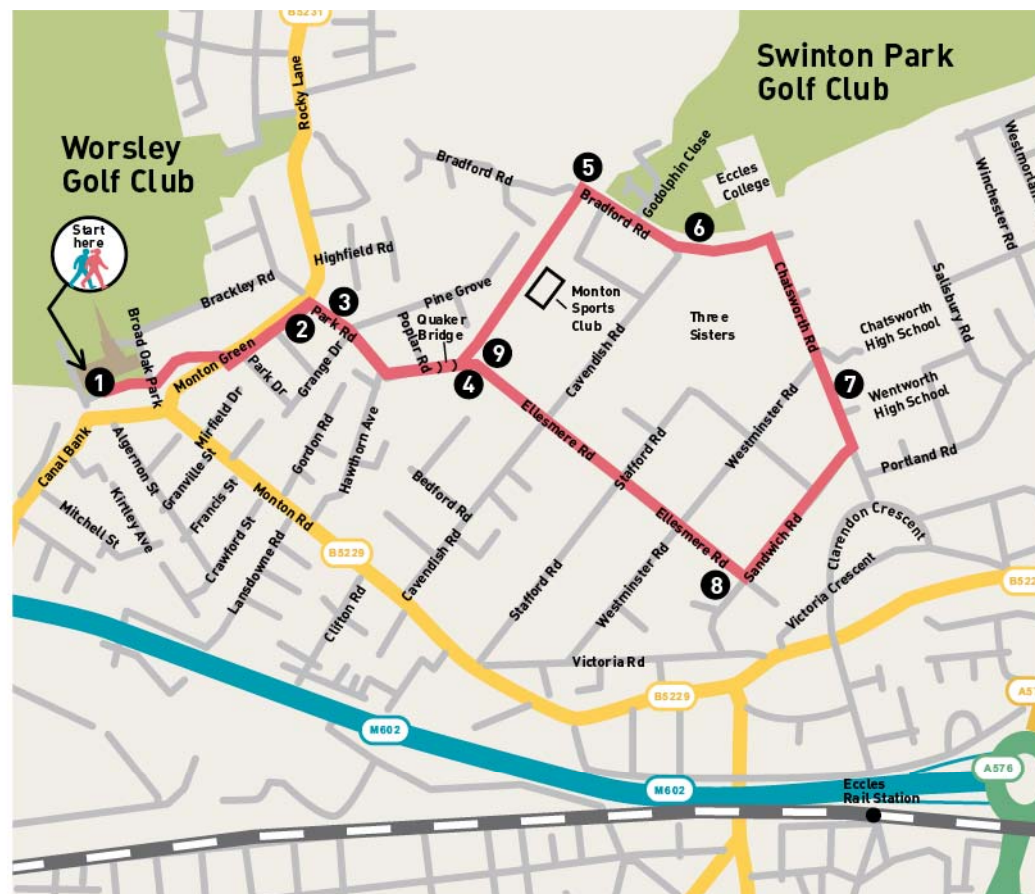 B5231
Rocky Lane
Swinton Park
Golf Club
Worsley
Golf Club
Start
here
Bradford Rd
5
Godolphin Close
Eccles
College
Winchester Rd
Bradford Rd
6
Highfield Rd
Brackley Rd
Pine Grove
Monton
Sports
Club
Three
Sisters
Chatsworth Rd
Salisbury Rd
Chatsworth
High School
Broad Oak Park
3
2
Park Rd
Poplar Rd
Quaker
Bridge
9
4
Cavendish Rd
7
Wentworth
High School
1
Monton Green
Park Dr
Grange Dr
Mirfield Dr
Gordon Rd
Hawthorn Ave
Ellesmere Rd
Stafford Rd
Westminster Rd
Portland Rd
Canal Bank
Algernon St
Granville St
Francis St
Monton Rd
Bedford Rd
Mitchell St
Kirtley Ave
Crawford St
Lansdowne Rd
B5229
Cavendish Rd
Ellesmere Rd
Sandwich Rd
Clarendon Crescent
8
Clifton Rd
Stafford Rd
Westminster Rd
Victoria Crescent
Victoria Rd
B5229
M602
M602
A576
Eccles
Rail Station